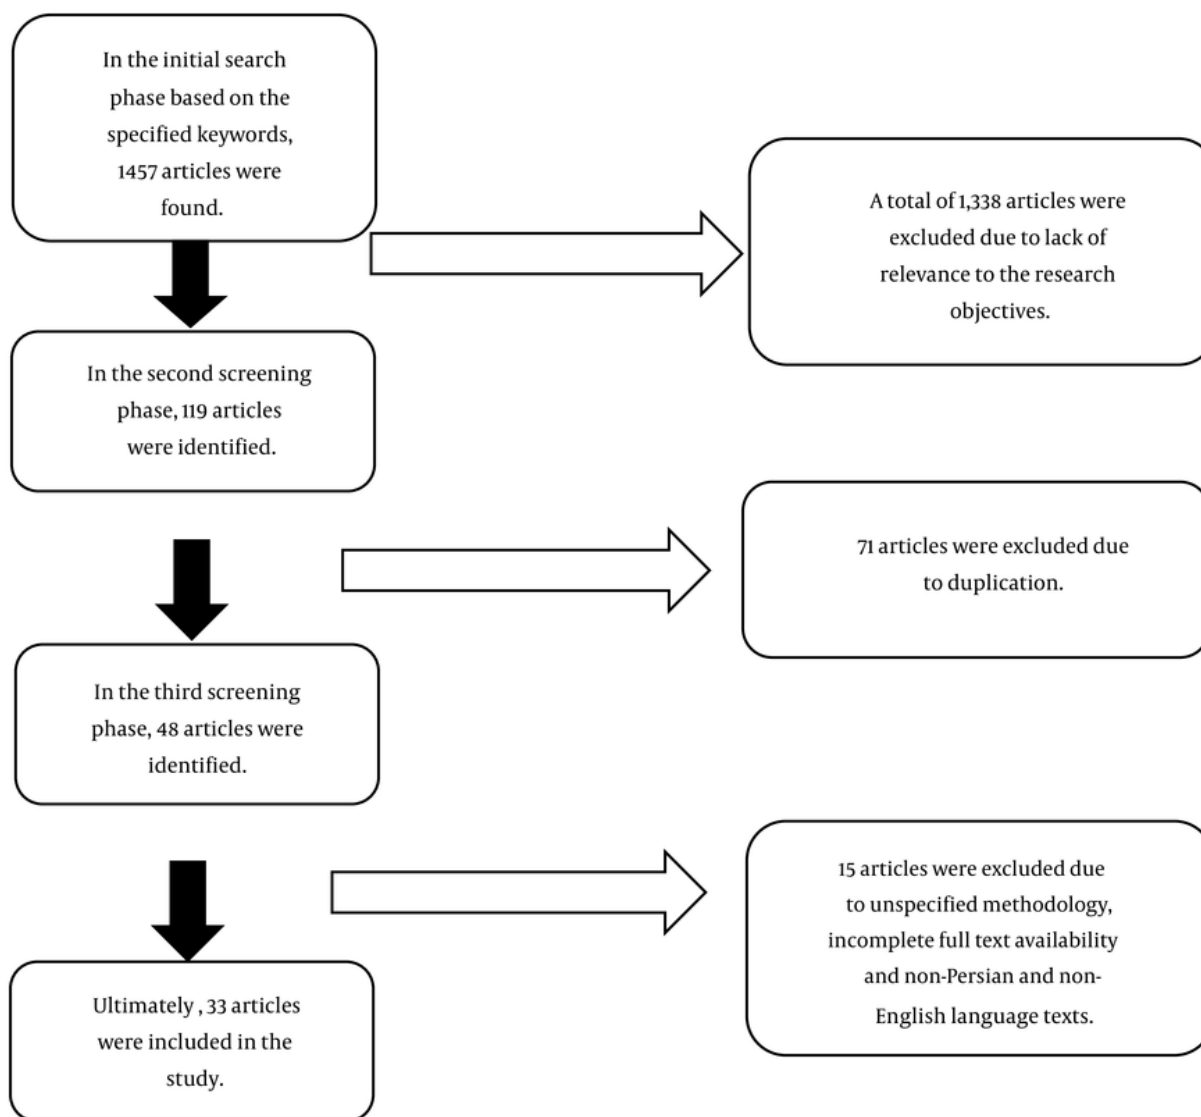 In the initial search
phase based on the
specified keywords,
1457 articles were
found.
A total of 1,338 articles were
excluded due to lack of
relevance to the research
objectives.
In the second screening
phase, 119 articles
were identified.
71 articles were excluded due
to duplication.
In the third screening
phase, 48 articles were
identified.
15 articles were excluded due
to unspecified methodology,
incomplete full text availability
and non-Persian and non-
English language texts.
Ultimately , 33 articles
were included in the
study.